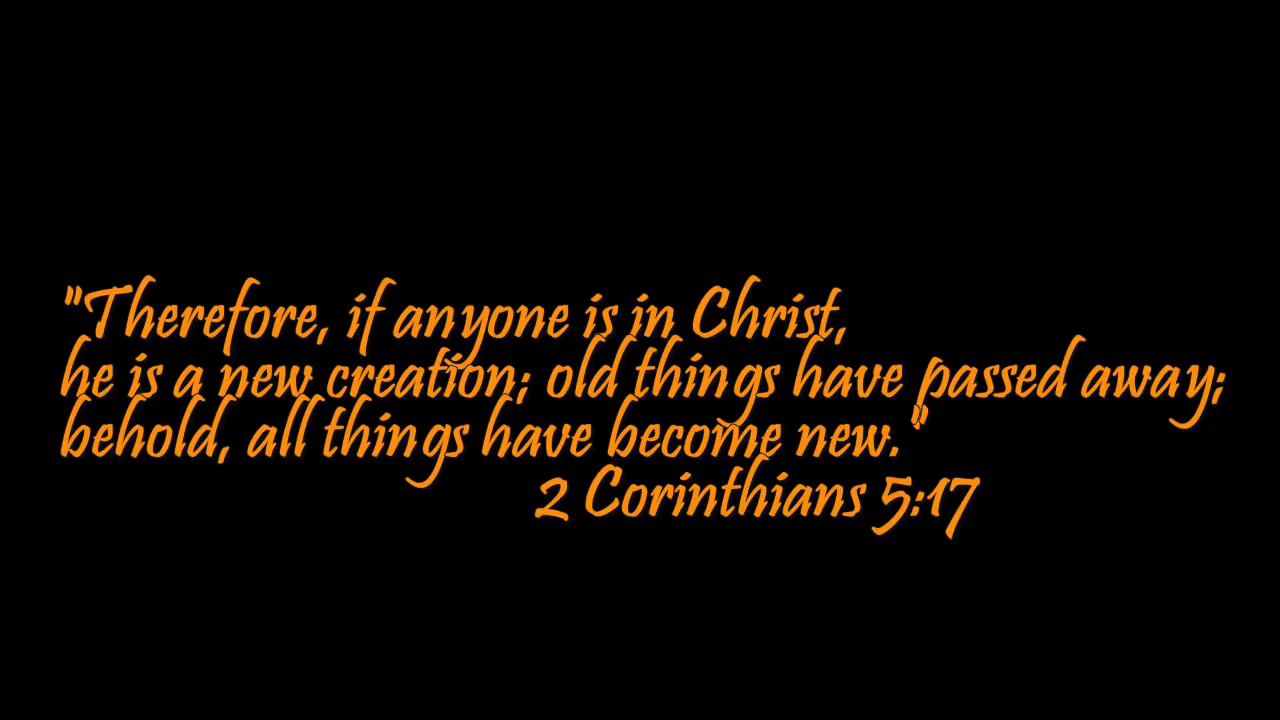 "Therefore, if anyone is in Christ,
he is a new creation; old things have passed away;
behold, all things have become new."
2 Corinthians 5:17